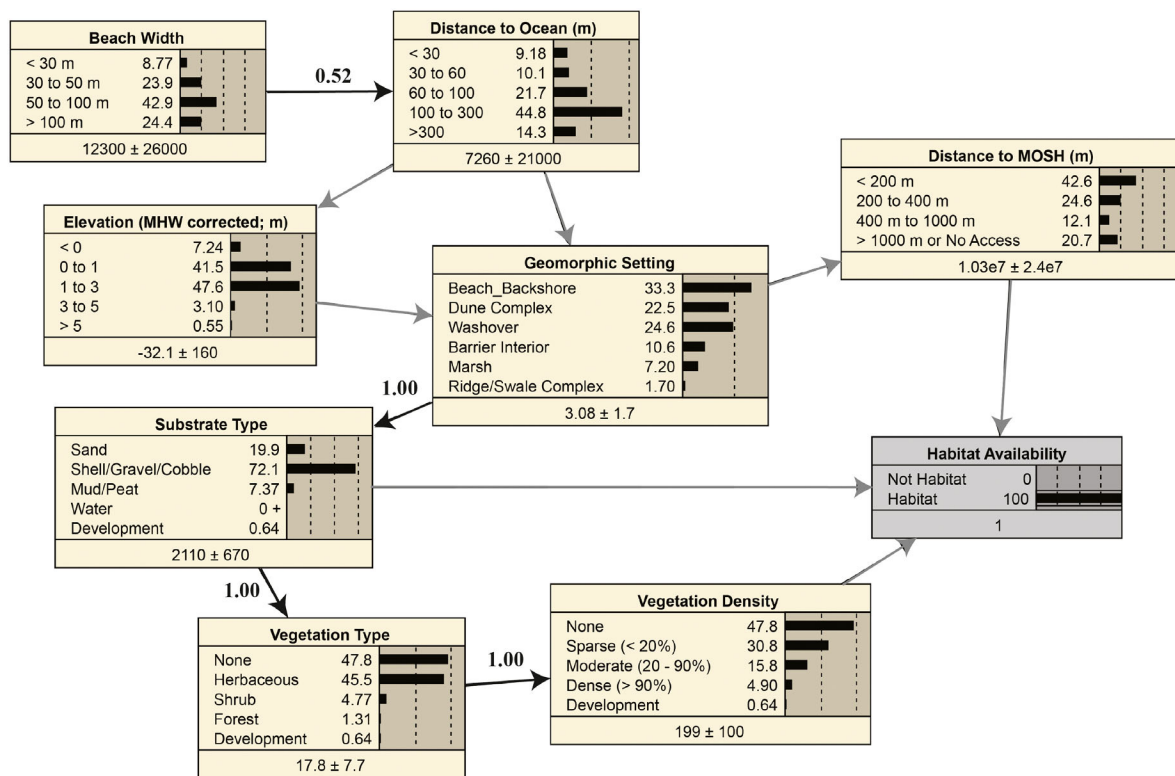 Beach Width
< 30 m 8.77
30 to 50 m 23.9
50 to 100 m 42.9
> 100 m 24.4
12300 ± 26000
0.52
Distance to Ocean (m)
< 30 9.18
30 to 60 10.1
60 to 100 21.7
100 to 300 44.8
>300 14.3
7260 ± 21000
Distance to MOSH (m)
< 200 m 42.6
200 to 400 m 24.6
400 m to 1000 m 12.1
> 1000 m or No Access 20.7
1.03e7 ± 2.4e7
Elevation (MHW corrected; m)
< 0 7.24
0 to 1 41.5
1 to 3 47.6
3 to 5 3.10
> 5 0.55
-32.1 ± 160
Geomorphic Setting
Beach_Backshore 33.3
Dune Complex 22.5
Washover 24.6
Barrier Interior 10.6
Marsh 7.20
Ridge/Swale Complex 1.70
3.08 ± 1.7
1.00
Substrate Type
Sand 19.9
Shell/Gravel/Cobble 72.1
Mud/Peat 7.37
Water 0 +
Development 0.64
2110 ± 670
Habitat Availability
Not Habitat 0
Habitat 100
1
1.00
Vegetation Type
None 47.8
Herbaceous 45.5
Shrub 4.77
Forest 1.31
Development 0.64
17.8 ± 7.7
1.00
Vegetation Density
None 47.8
Sparse (< 20%) 30.8
Moderate (20 - 90%) 15.8
Dense (> 90%) 4.90
Development 0.64
199 ± 100